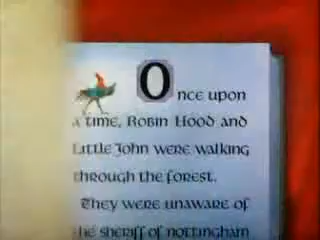 Once upon
a time, Robin Hood and
Little John were walking
through the forest.
They were unaware of
the sheriff of nottingham